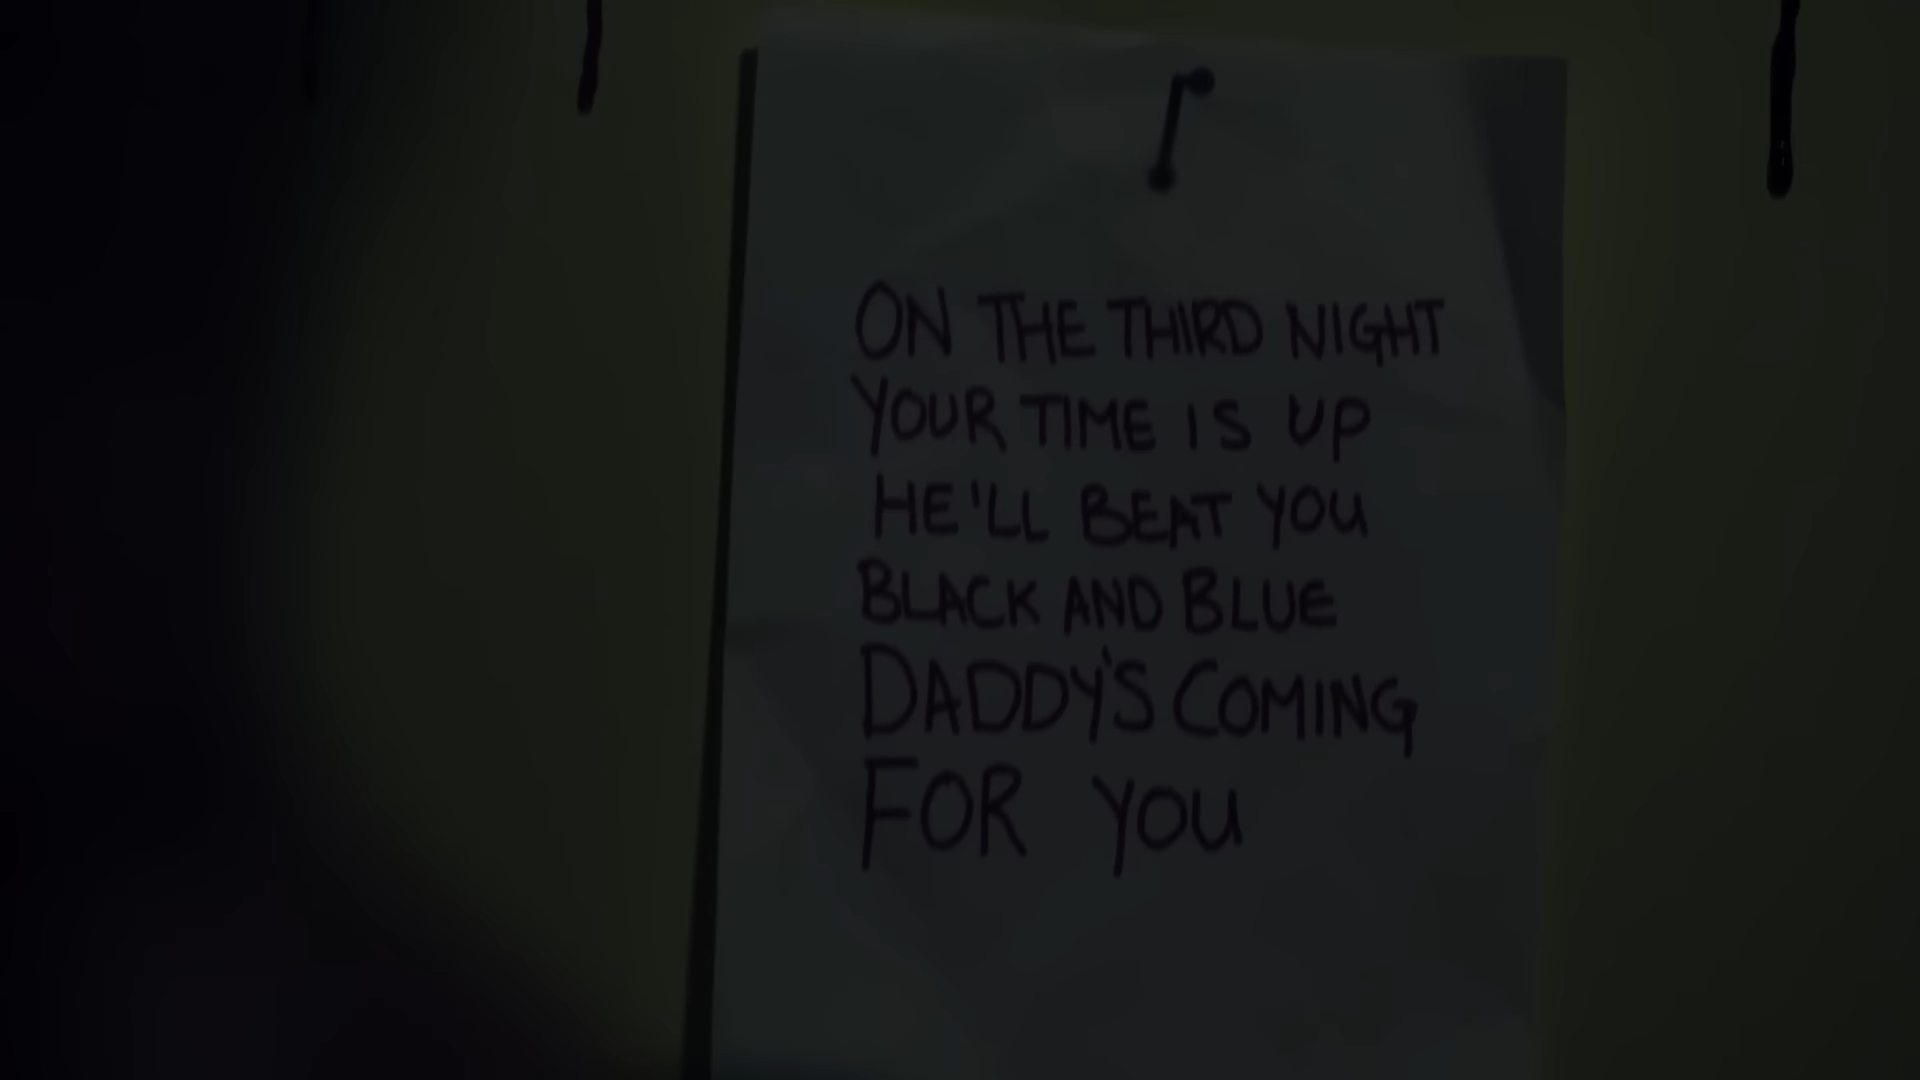 ON THE THIRD NIGHT
YOUR TIME IS UP
HE'LL BEAT YOU
BLACK AND BLUE
DADDY'S COMING
FOR YOU